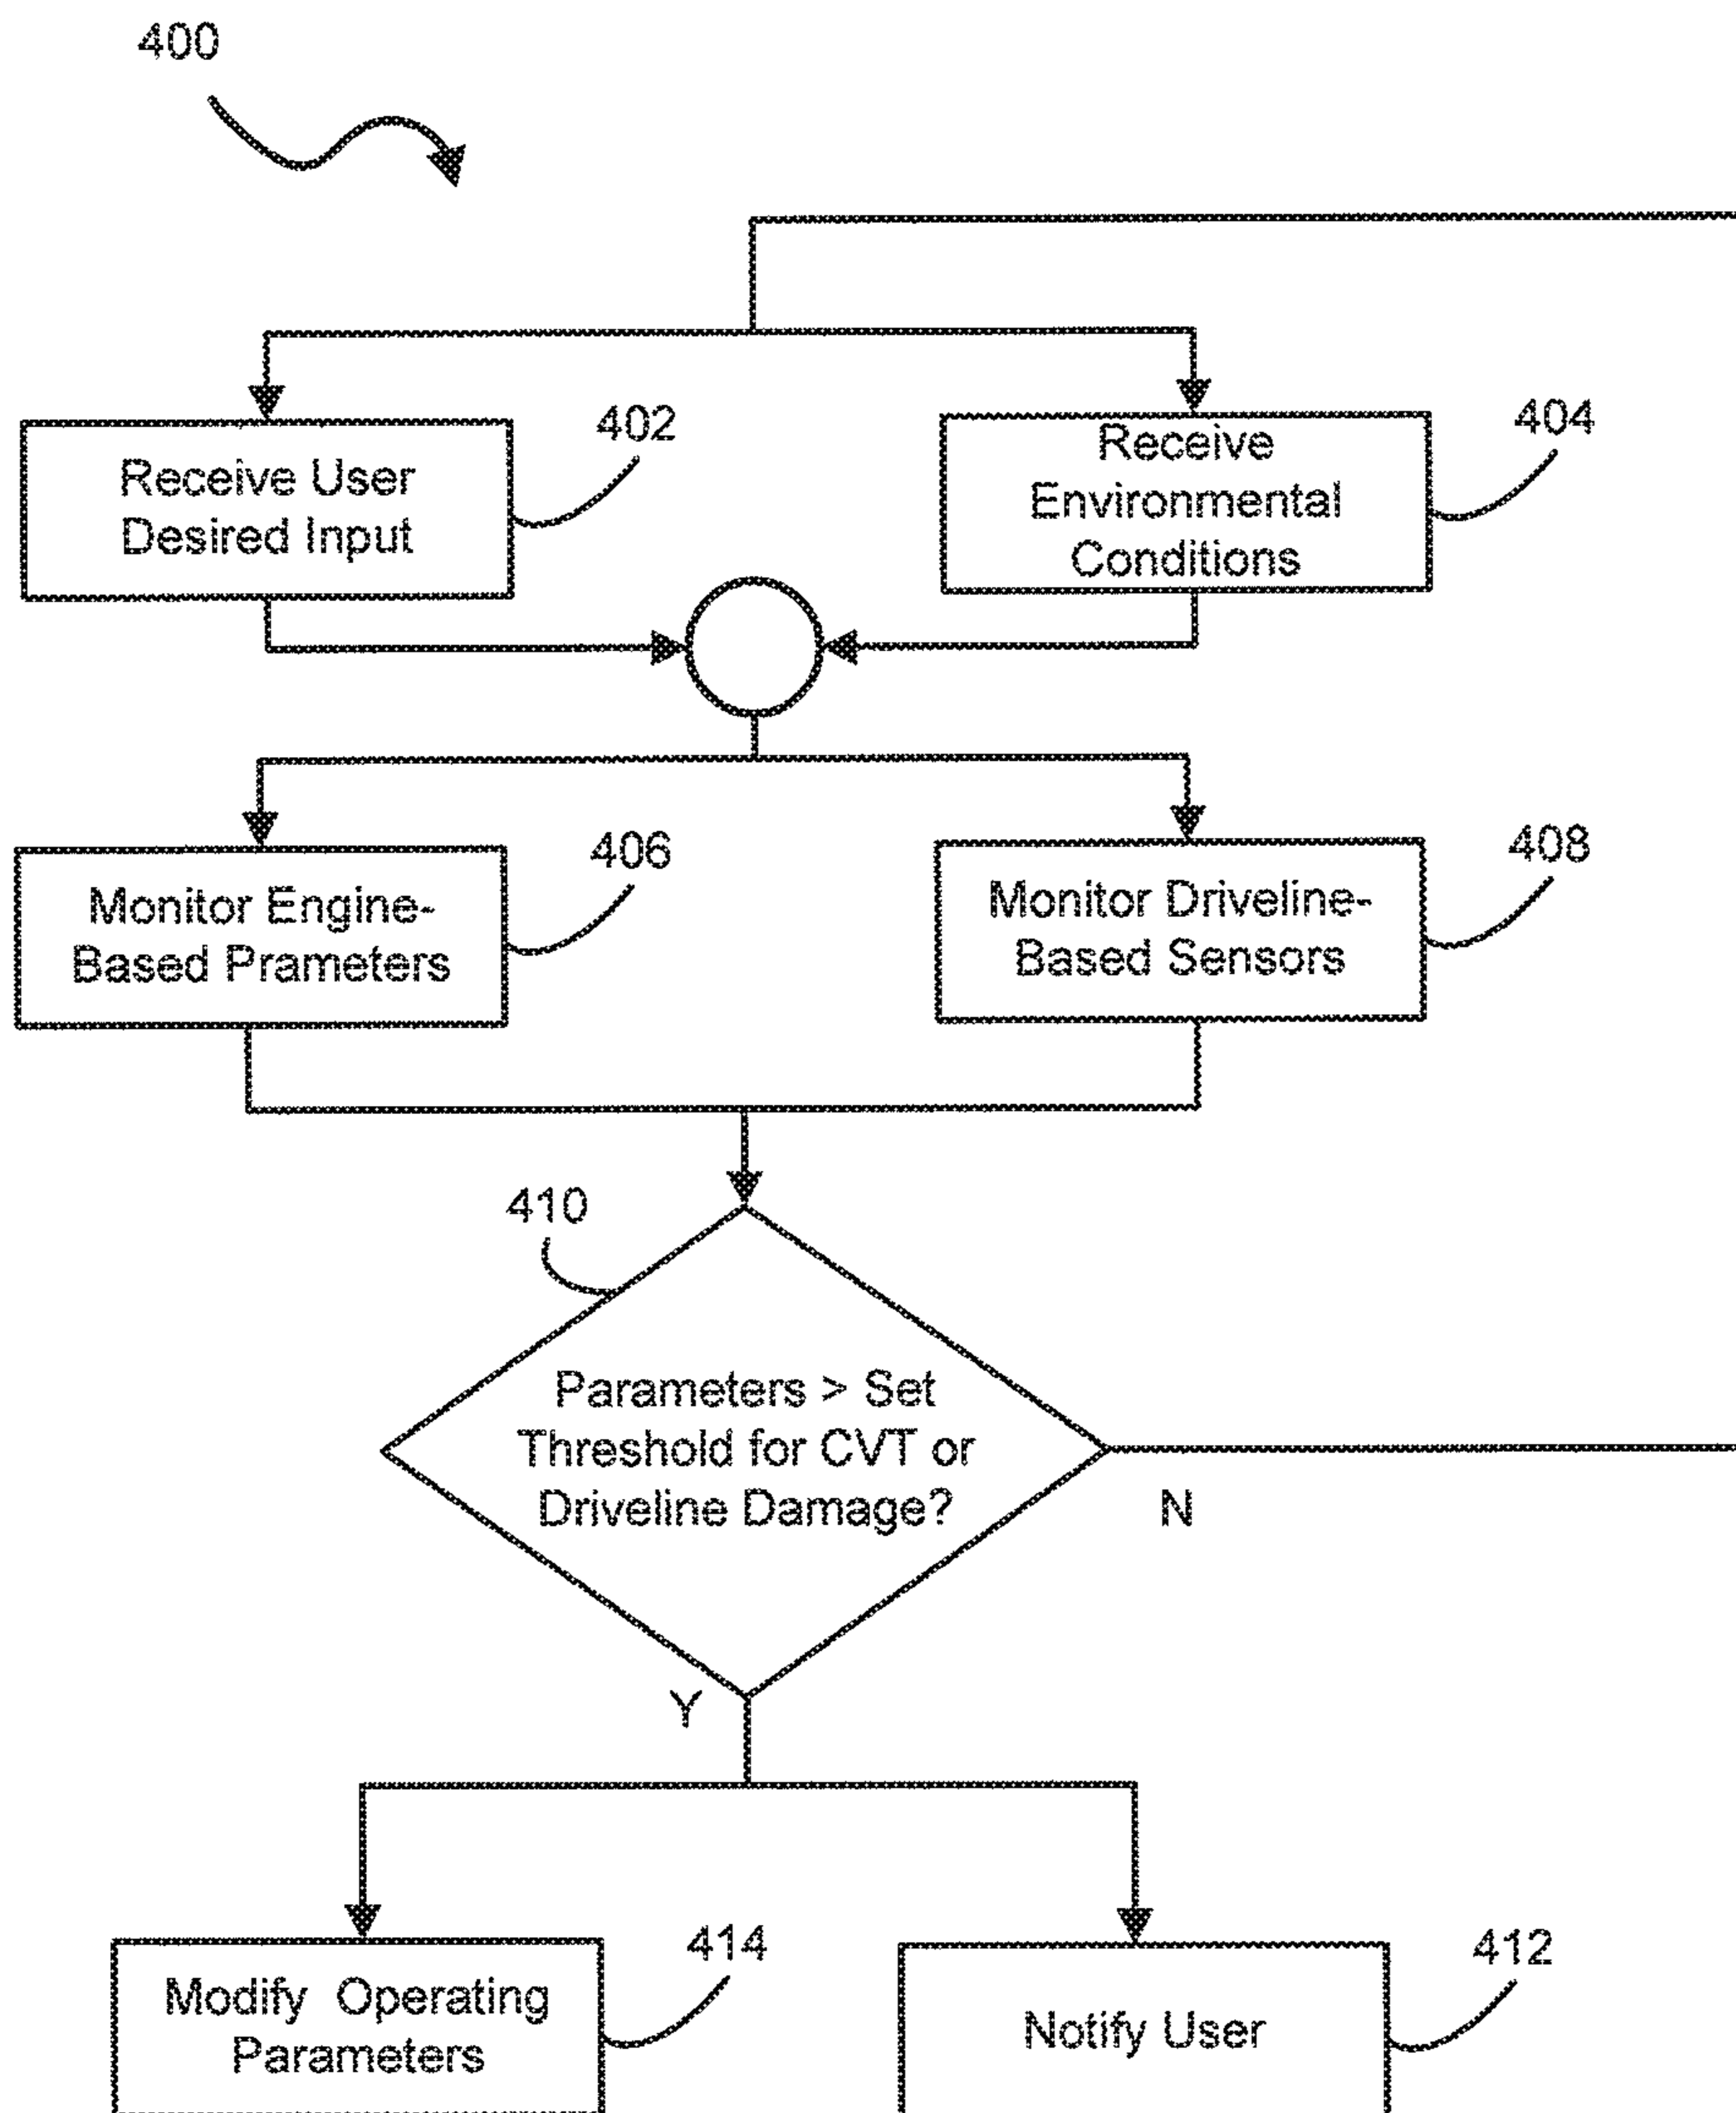 400
402
Receive User
Desired Input
404
Receive
Environmental
Conditions
406
Monitor Engine-
Based Prameters
408
Monitor Driveline-
Based Sensors
410
Parameters > Set
Threshold for CVT or
Driveline Damage?
N
Y
414
Modify Operating
Parameters
412
Notify User